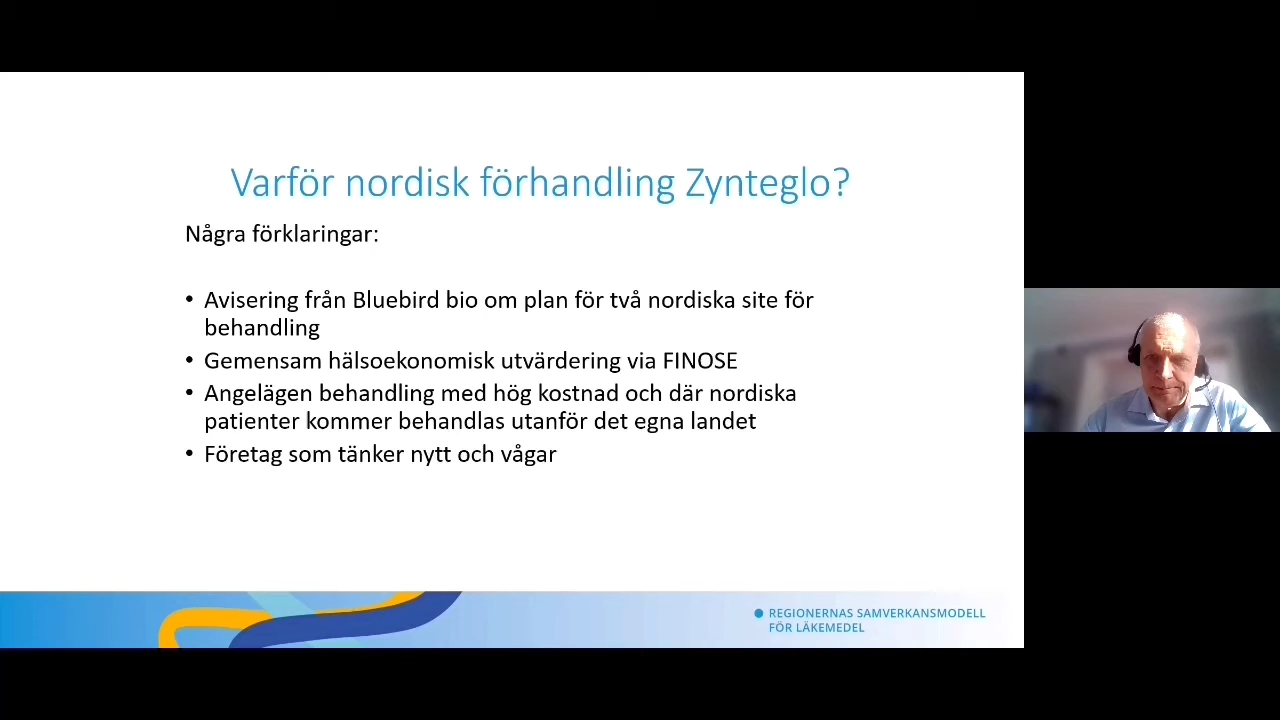 Varför nordisk förhandling Zynteglo?
Några förklaringar:
• Avisering från Bluebird bio om plan för två nordiska site för
behandling
• Gemensam hälsoekonomisk utvärdering via FINOSE
• Angelägen behandling med hög kostnad och där nordiska
patienter kommer behandlas utanför det egna landet
• Företag som tänker nytt och vågar
REGIONERNAS SAMVERKANSMODELL
FÖR LÄKEMEDEL